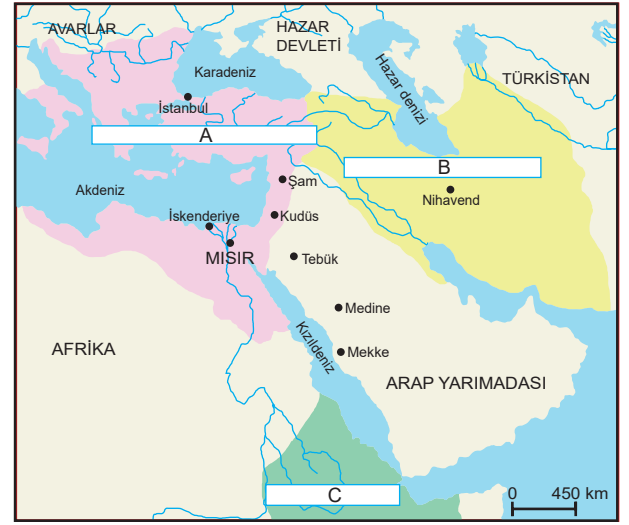 AVARLAR
HAZAR
DEVLETİ
Karadeniz
Hazar denizi
TÜRKİSTAN
İstanbul
A
B
Akdeniz
Şam
Nihavend
İskenderiye
Kudüs
MISIR
Tebük
Medine
AFRİKA
Kızıldeniz
Mekke
ARAP YARIMADASI
C
0 450 km